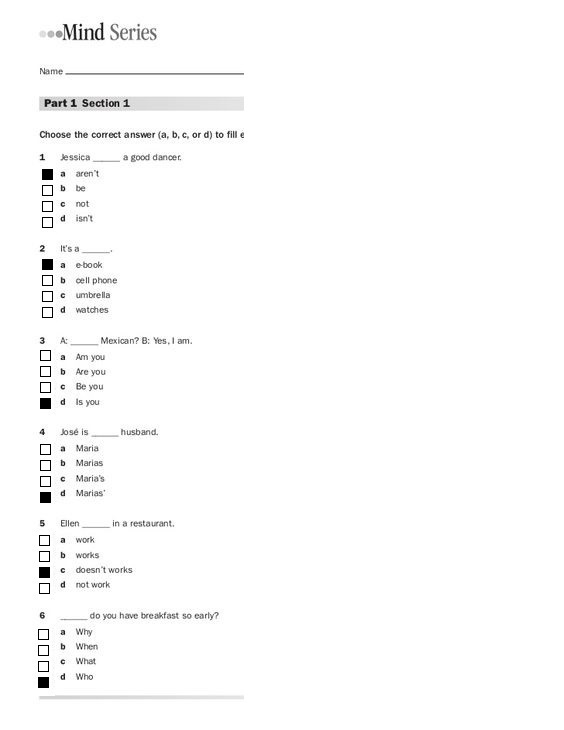 Mind Series
Name
Part 1 Section 1
Choose the correct answer (a, b, c, or d) to fill
1 Jessica ______ a good dancer.
a aren't
b be
c not
d isn't
2 It's a ______.
a e-book
b cell phone
c umbrella
d watches
3 A: ______ Mexican? B: Yes, I am.
a Am you
b Are you
c Be you
d Is you
4 José is ______ husband.
a Maria
b Marias
c Maria's
d Marias'
5 Ellen ______ in a restaurant.
a work
b works
c doesn't works
d not work
6 ______ do you have breakfast so early?
a Why
b When
c What
d Who